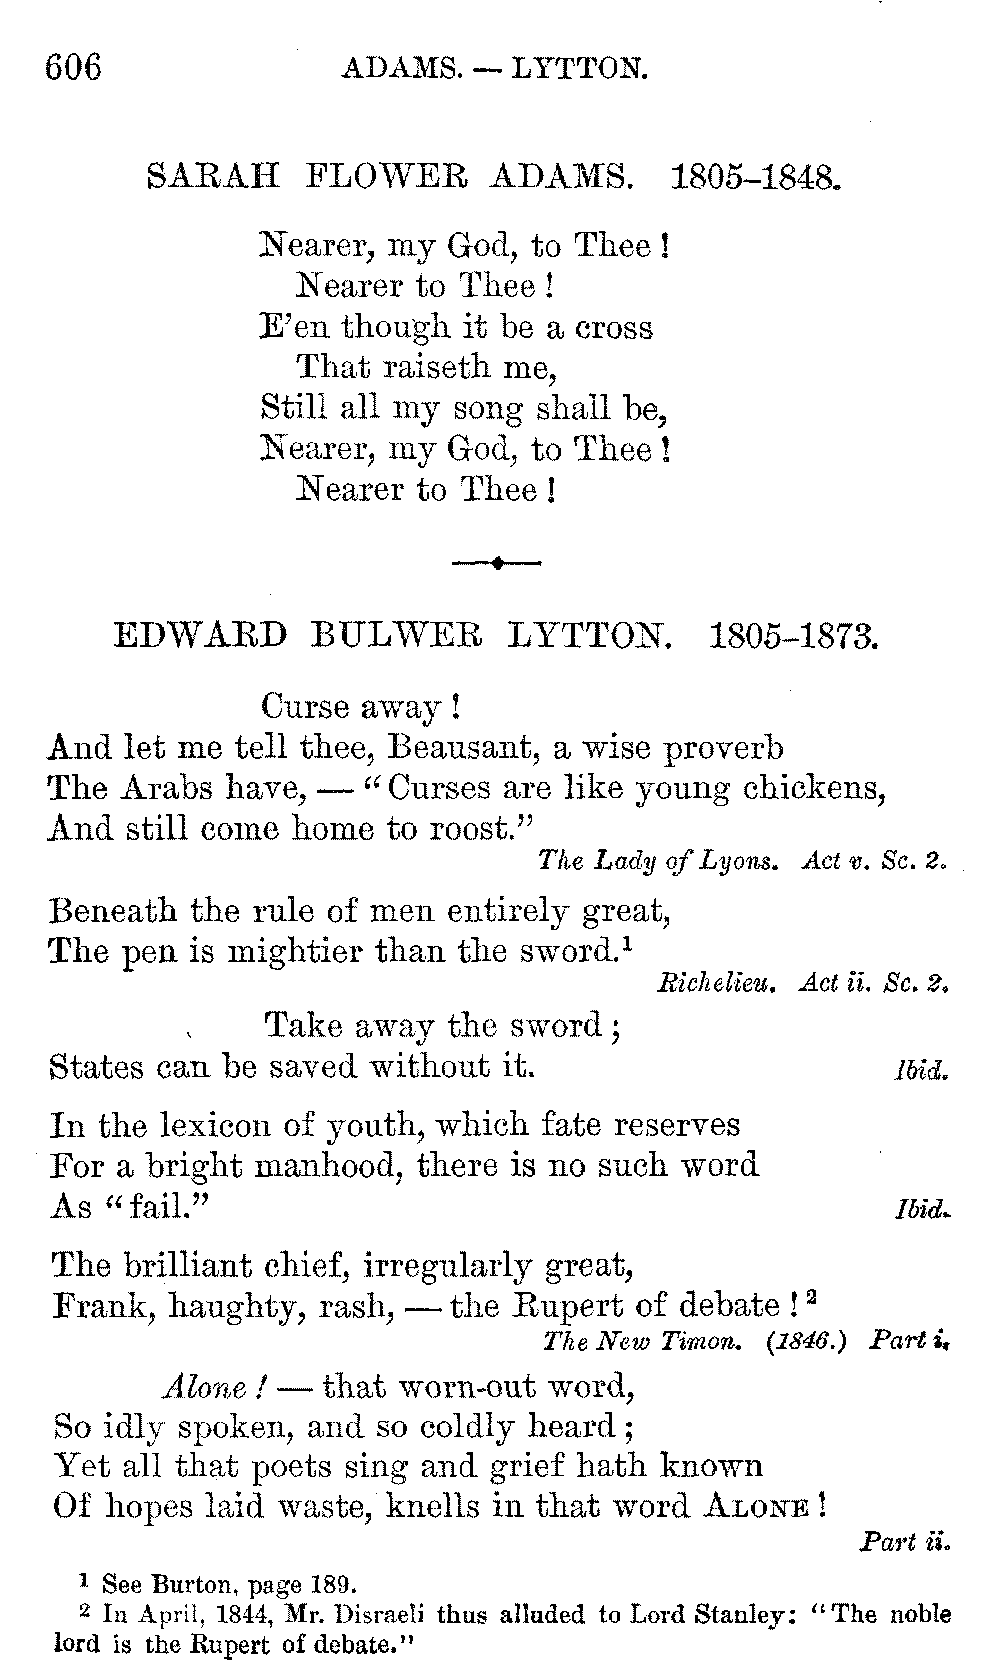 606 ADAMS. — LYTTON.
SARAH FLOWER ADAMS. 1805–1848.
Nearer, my God, to Thee !
Nearer to Thee !
E'en though it be a cross
That raiseth me,
Still all my song shall be,
Nearer, my God, to Thee !
Nearer to Thee !
EDWARD BULWER LYTTON. 1805–1873.
Curse away !
And let me tell thee, Beausant, a wise proverb
The Arabs have, — “ Curses are like young chickens,
And still come home to roost.”
The Lady of Lyons. Act v. Sc. 2.
Beneath the rule of men entirely great,
The pen is mightier than the sword.¹
Richelieu. Act ii. Sc. 2.
Take away the sword ;
States can be saved without it. Ibid.
In the lexicon of youth, which fate reserves
For a bright manhood, there is no such word
As “ fail.” Ibid.
The brilliant chief, irregularly great,
Frank, haughty, rash, — the Rupert of debate ! ²
The New Timon. (1846.) Part i.
Alone ! — that worn-out word,
So idly spoken, and so coldly heard ;
Yet all that poets sing and grief hath known
Of hopes laid waste, knells in that word ALONE !
Part ii.
¹ See Burton, page 189.
² In April, 1844, Mr. Disraeli thus alluded to Lord Stanley: “The noble
lord is the Rupert of debate.”